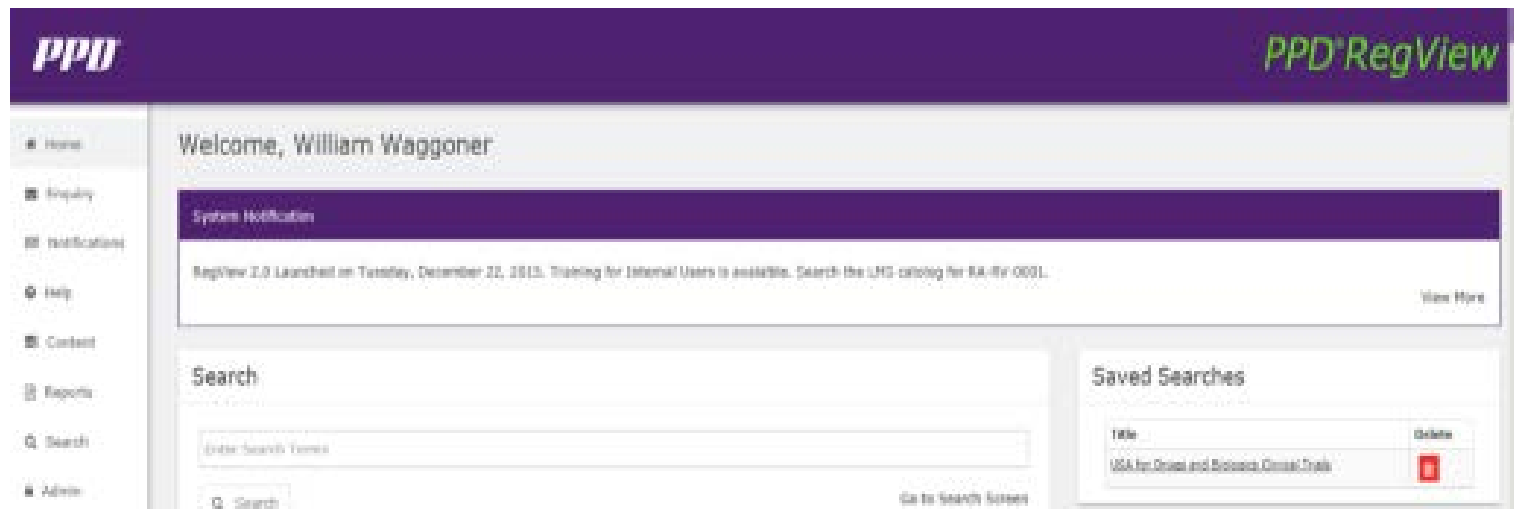 PPD
PPD® RegView
Home
Enquiry
Notifications
Help
Content
Reports
Search
Admin
Welcome, William Waggoner
System Notification
RegView 2.0 Launched on Tuesday, December 22, 2015. Training for Internal Users is available. Search the LMS catalog for RA-RV-0001.
View More
Search
Enter Search Terms
Search
Go to Search Screen
Saved Searches
Title Delete
USA for Drugs and Biologics Clinical Trials